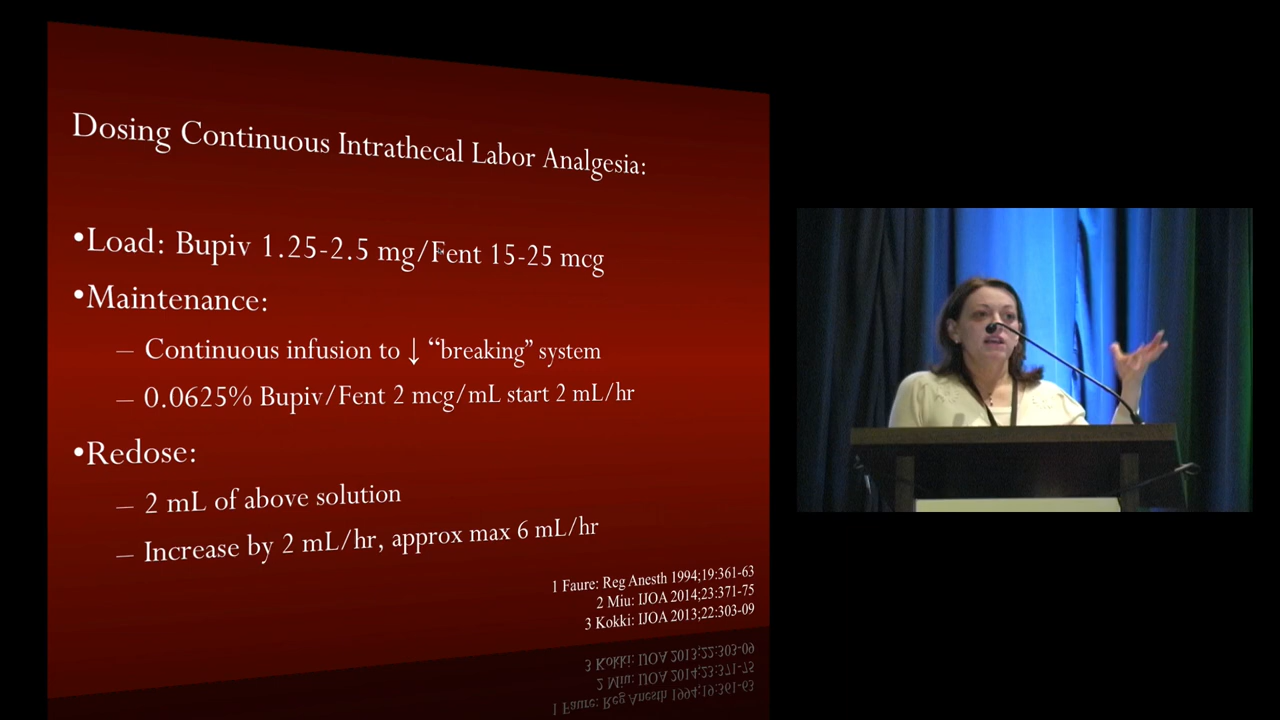 Dosing Continuous Intrathecal Labor Analgesia:
•Load: Bupiv 1.25-2.5 mg/Fent 15-25 mcg
•Maintenance:
– Continuous infusion to ↓ “breaking” system
– 0.0625% Bupiv/Fent 2 mcg/mL start 2 mL/hr
•Redose:
– 2 mL of above solution
– Increase by 2 mL/hr, approx max 6 mL/hr
1 Faure: Reg Anesth 1994;19:361-63
2 Miu: IJOA 2014;23:371-75
3 Kokki: IJOA 2013;22:303-09